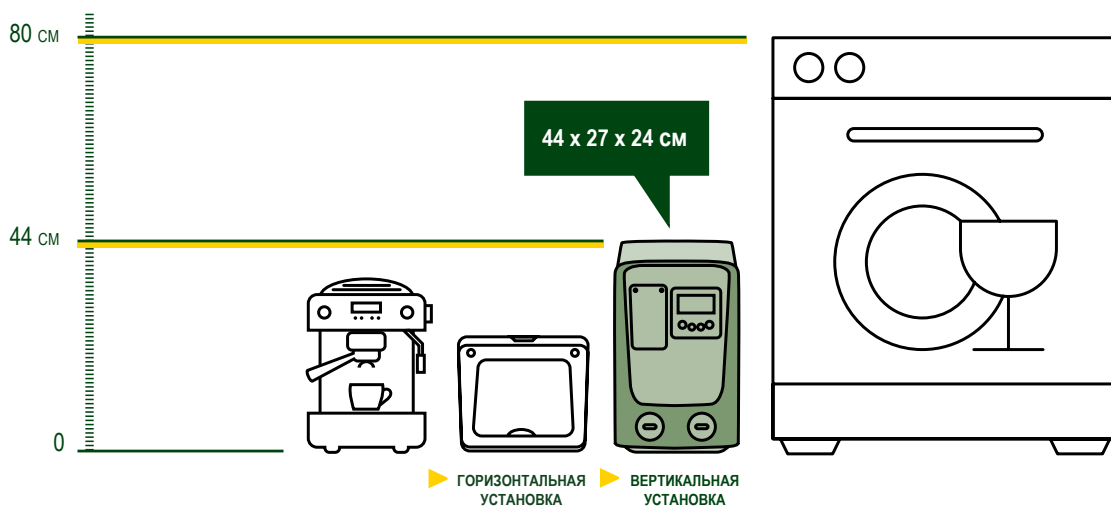 80 СМ
44 x 27 x 24 СМ
44 СМ
0
ГОРИЗОНТАЛЬНАЯ
УСТАНОВКА
ВЕРТИКАЛЬНАЯ
УСТАНОВКА